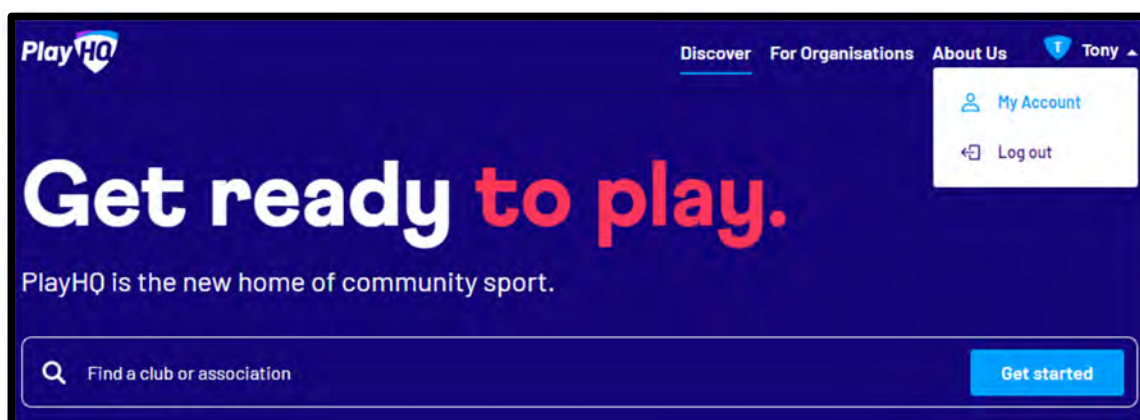 PlayHQ
Discover For Organisations About Us T Tony
My Account
Log out
Get ready to play.
PlayHQ is the new home of community sport.
Find a club or association
Get started